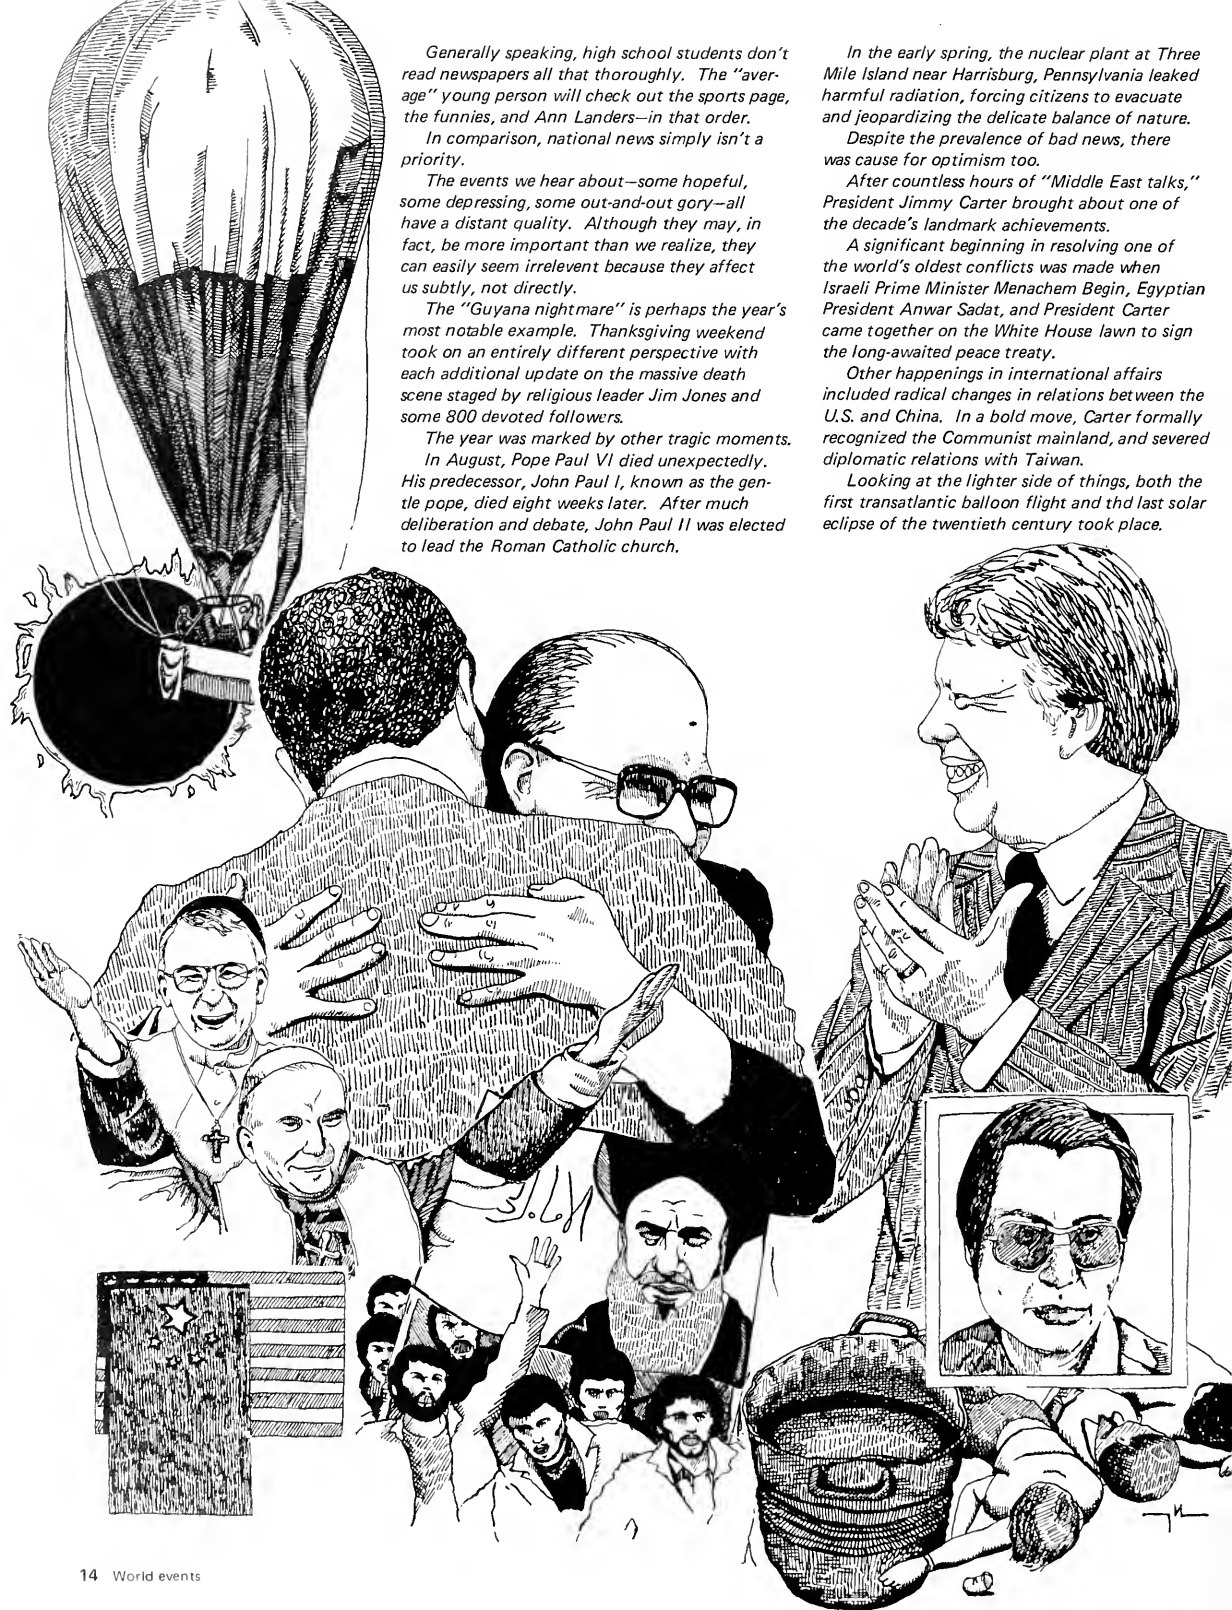 Generally speaking, high school students don't
read newspapers all that thoroughly. The "aver-
age" young person will check out the sports page,
the funnies, and Ann Landers—in that order.
In comparison, national news simply isn't a
priority.
The events we hear about—some hopeful,
some depressing, some out-and-out gory—all
have a distant quality. Although they may, in
fact, be more important than we realize, they
can easily seem irrelevent because they affect
us subtly, not directly.
The "Guyana nightmare" is perhaps the year's
most notable example. Thanksgiving weekend
took on an entirely different perspective with
each additional update on the massive death
scene staged by religious leader Jim Jones and
some 800 devoted followers.
The year was marked by other tragic moments.
In August, Pope Paul VI died unexpectedly.
His predecessor, John Paul I, known as the gen-
tle pope, died eight weeks later. After much
deliberation and debate, John Paul II was elected
to lead the Roman Catholic church.
In the early spring, the nuclear plant at Three
Mile Island near Harrisburg, Pennsylvania leaked
harmful radiation, forcing citizens to evacuate
and jeopardizing the delicate balance of nature.
Despite the prevalence of bad news, there
was cause for optimism too.
After countless hours of "Middle East talks,"
President Jimmy Carter brought about one of
the decade's landmark achievements.
A significant beginning in resolving one of
the world's oldest conflicts was made when
Israeli Prime Minister Menachem Begin, Egyptian
President Anwar Sadat, and President Carter
came together on the White House lawn to sign
the long-awaited peace treaty.
Other happenings in international affairs
included radical changes in relations between the
U.S. and China. In a bold move, Carter formally
recognized the Communist mainland, and severed
diplomatic relations with Taiwan.
Looking at the lighter side of things, both the
first transatlantic balloon flight and thd last solar
eclipse of the twentieth century took place.
14 World events